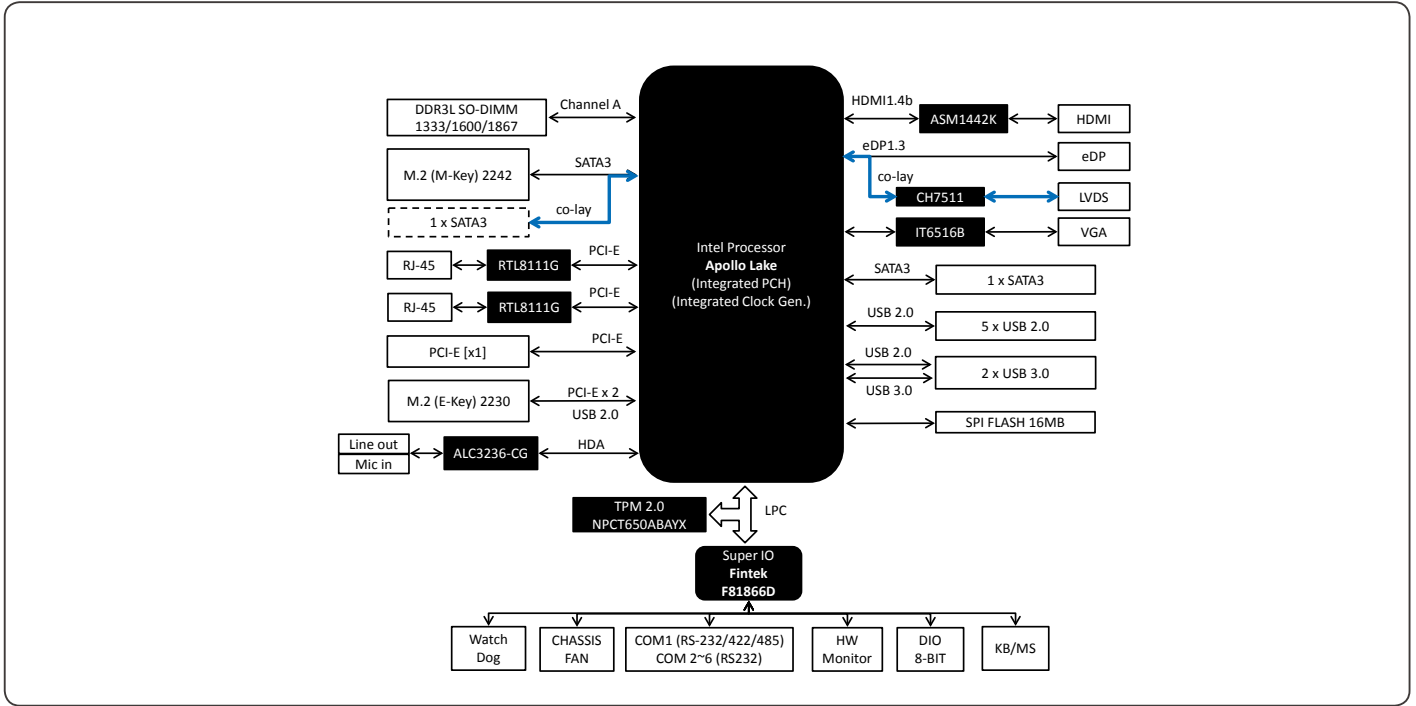 DDR3L SO-DIMM
1333/1600/1867
Channel A
M.2 (M-Key) 2242
SATA3
co-lay
1 x SATA3
RJ-45
RTL8111G
PCI-E
RJ-45
RTL8111G
PCI-E
PCI-E [x1]
PCI-E
M.2 (E-Key) 2230
PCI-E x 2
USB 2.0
Line out
Mic in
ALC3236-CG
HDA
Intel Processor
Apollo Lake
(Integrated PCH)
(Integrated Clock Gen.)
HDMI1.4b
ASM1442K
HDMI
eDP1.3
eDP
co-lay
CH7511
LVDS
IT6516B
VGA
SATA3
1 x SATA3
USB 2.0
5 x USB 2.0
USB 2.0
USB 3.0
2 x USB 3.0
SPI FLASH 16MB
TPM 2.0
NPCT650ABAYX
LPC
Super IO
Fintek
F81866D
Watch
Dog
CHASSIS
FAN
COM1 (RS-232/422/485)
COM 2~6 (RS232)
HW
Monitor
DIO
8-BIT
KB/MS